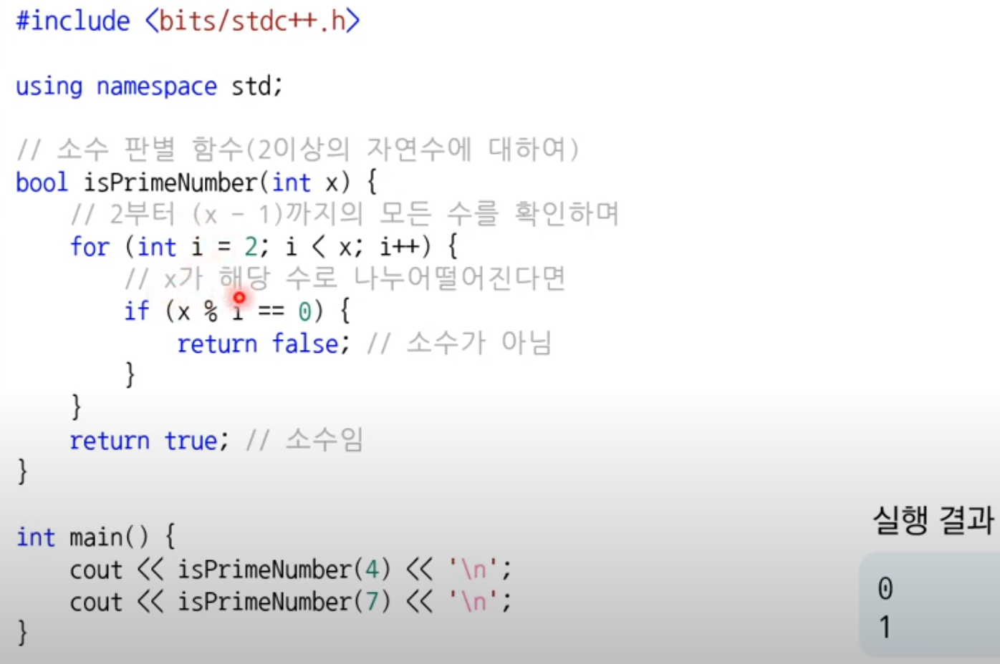 #include <bits/stdc++.h>
using namespace std;
// 소수 판별 함수(2이상의 자연수에 대하여)
bool isPrimeNumber(int x) {
// 2부터 (x - 1)까지의 모든 수를 확인하며
for (int i = 2; i < x; i++) {
// x가 해당 수로 나누어떨어진다면
if (x % i == 0) {
return false; // 소수가 아님
}
}
return true; // 소수임
}
int main() {
cout << isPrimeNumber(4) << '\n';
cout << isPrimeNumber(7) << '\n';
}
실행 결과
0
1